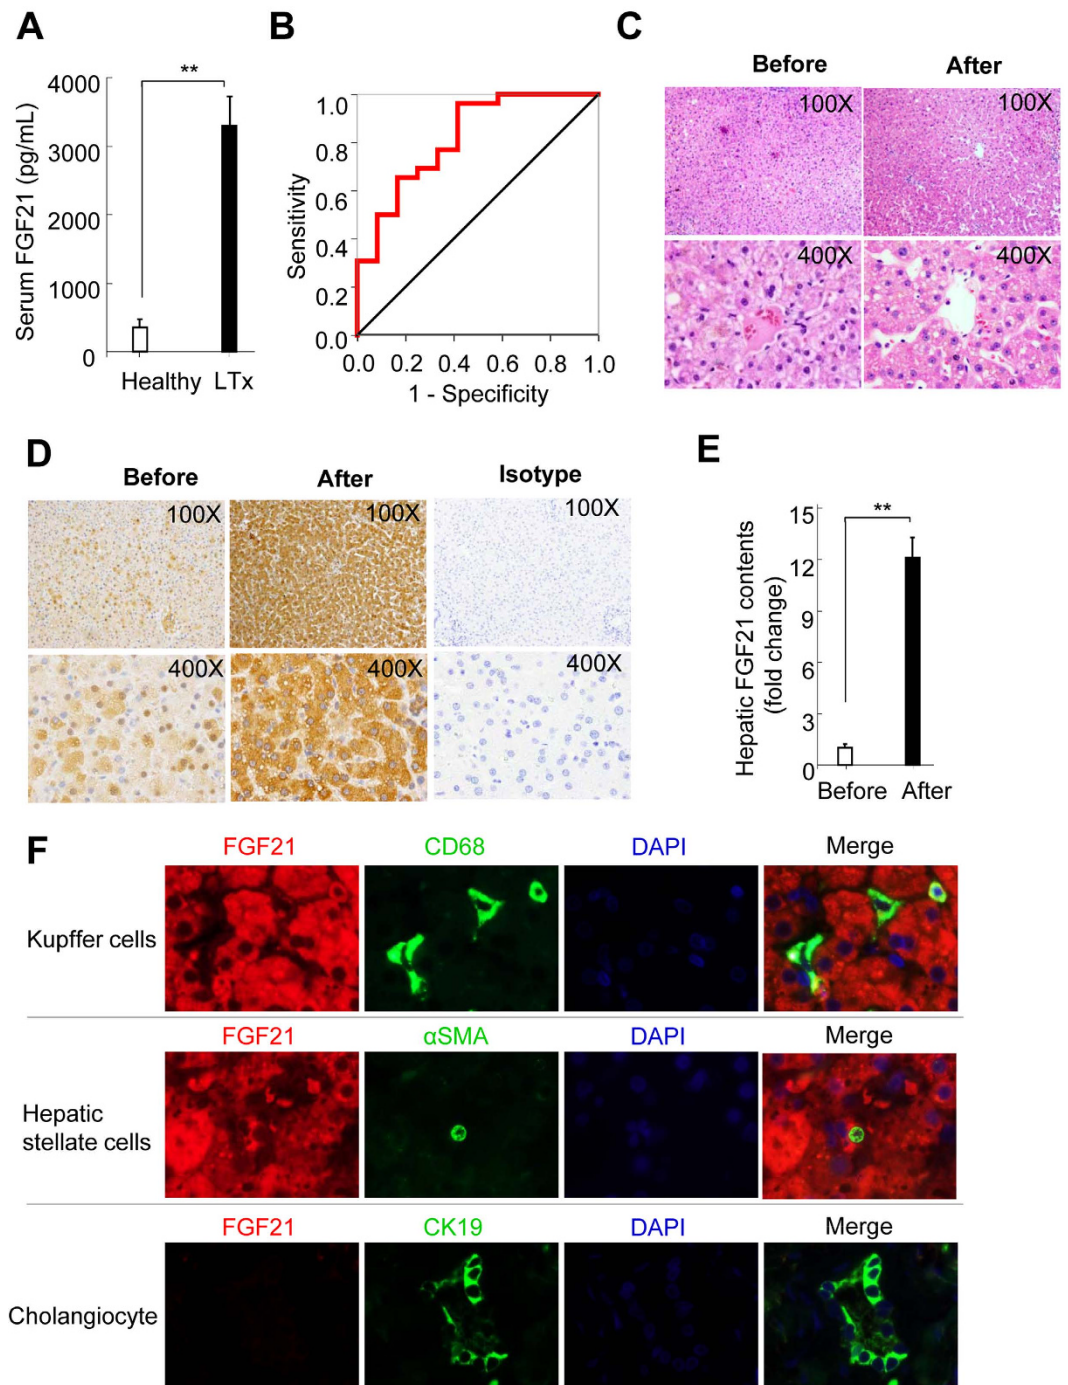 A
Serum FGF21 (pg/mL)
4000
3000
2000
1000
0
**
Healthy LTx
B
Sensitivity
1.0
0.8
0.6
0.4
0.2
0.0
0.0 0.2 0.4 0.6 0.8 1.0
1 - Specificity
C
Before After
100X 100X
400X 400X
D
Before After Isotype
100X 100X 100X
400X 400X 400X
E
Hepatic FGF21 contents
(fold change)
15
12
9
6
3
0
**
Before After
F
FGF21 CD68 DAPI Merge
Kupffer cells
FGF21 αSMA DAPI Merge
Hepatic
stellate cells
FGF21 CK19 DAPI Merge
Cholangiocyte